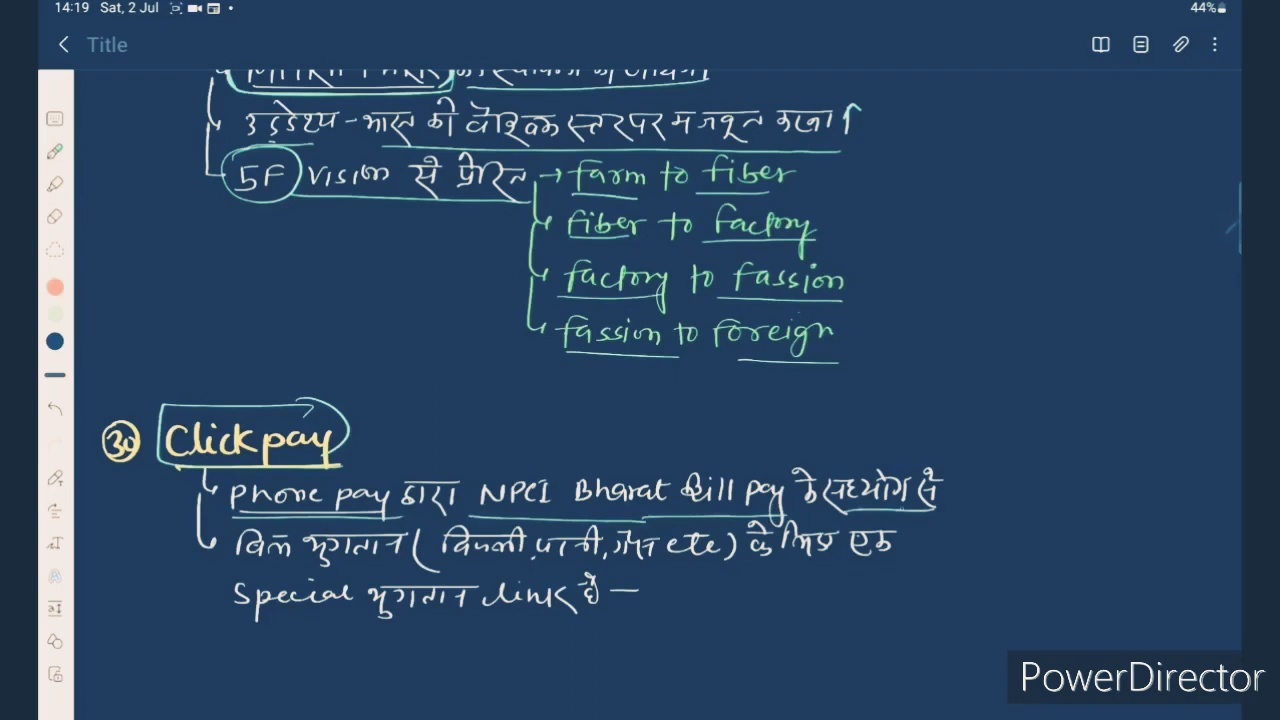 14:19 Sat, 2 Jul
44%
Title
की स्थापना की जायेगी
उद्देश्य - भारत को वैश्विक स्तर पर मजबूत करना
5F Vision से प्रेरित → farm to fiber
fiber to factory
factory to fassion
fassion to foreign
30 Clickpay
Phone pay द्वारा NPCI Bharat Bill pay के सहयोग से
बिल भुगतान ( बिजली, पानी, गैस etc) के लिए एक
Special भुगतान link है —
PowerDirector